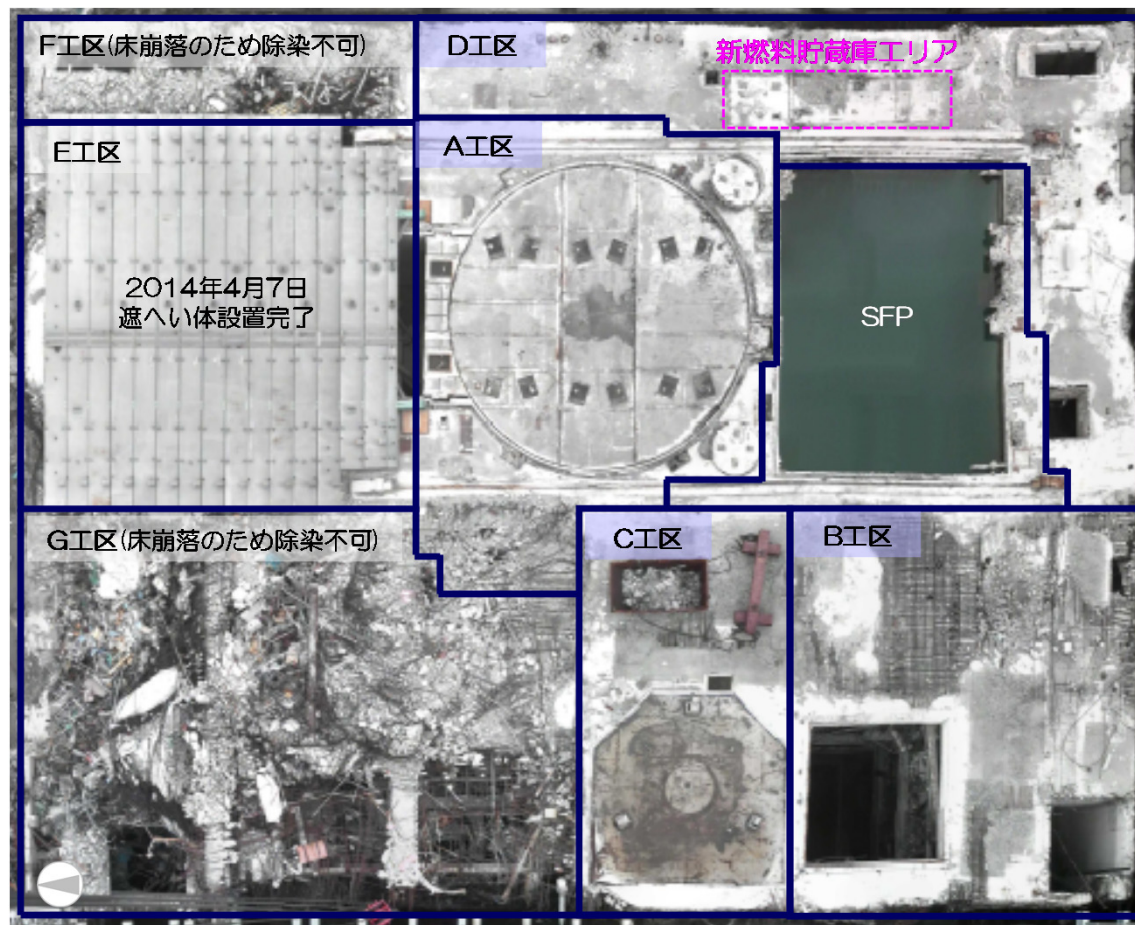 F工区(床崩落のため除染不可)
D工区
新燃料貯蔵庫エリア
E工区
A工区
2014年4月7日
遮へい体設置完了
SFP
G工区(床崩落のため除染不可)
C工区
B工区